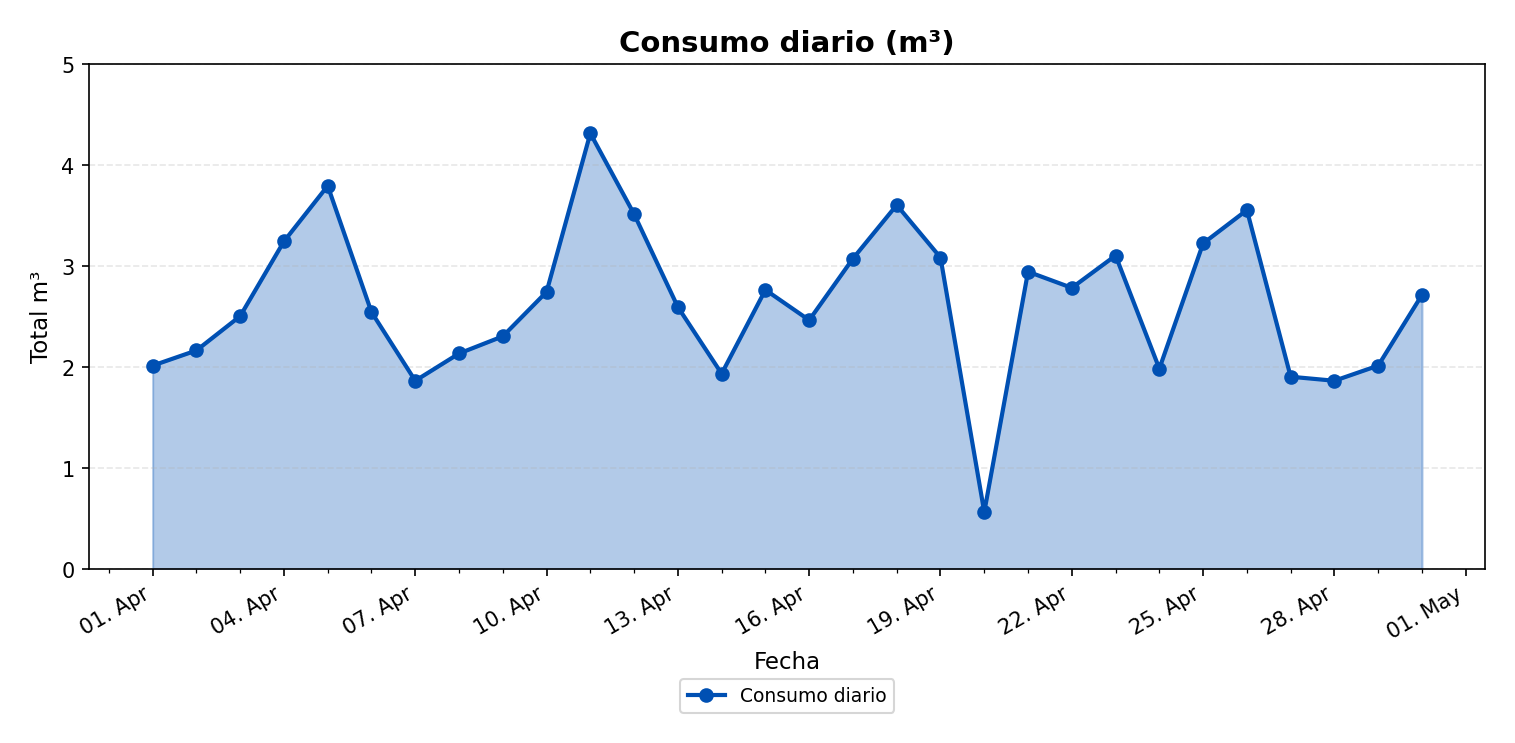 Consumo diario (m³)
Total m³
5
4
3
2
1
0
01. Apr
04. Apr
07. Apr
10. Apr
13. Apr
16. Apr
19. Apr
22. Apr
25. Apr
28. Apr
01. May
Fecha
Consumo diario